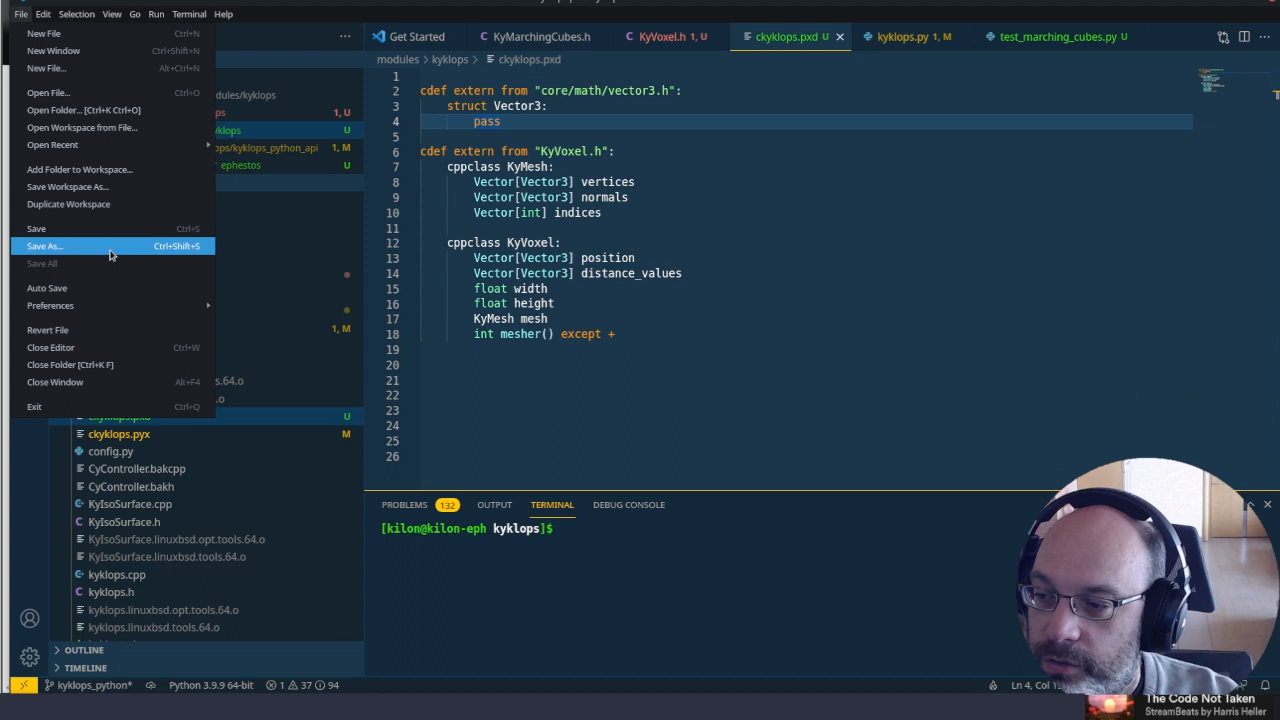 File Edit Selection View Go Run Terminal Help
New File Ctrl+N
New Window Ctrl+Shift+N
New File... Alt+Ctrl+N
Open File... Ctrl+O
Open Folder... [Ctrl+K Ctrl+O]
Open Workspace from File...
Open Recent
Add Folder to Workspace...
Save Workspace As...
Duplicate Workspace
Save Ctrl+S
Save As... Ctrl+Shift+S
Save All
Auto Save
Preferences
Revert File
Close Editor Ctrl+W
Close Folder [Ctrl+K F]
Close Window Alt+F4
Exit Ctrl+Q
dules/kyklops
ps 1, U
yklops U
ps/kyklops_python_api 1, M
ephestos U
1, M
s.64.o
.o
ckyklops.pxd U
ckyklops.pyx M
config.py
CyController.bakcpp
CyController.bakh
KyIsoSurface.cpp
KyIsoSurface.h
KyIsoSurface.linuxbsd.opt.tools.64.o
KyIsoSurface.linuxbsd.tools.64.o
kyklops.cpp
kyklops.h
kyklops.linuxbsd.opt.tools.64.o
kyklops.linuxbsd.tools.64.o
OUTLINE
TIMELINE
Get Started KyMarchingCubes.h KyVoxel.h 1, U ckyklops.pxd U kyklops.py 1, M test_marching_cubes.py U
modules > kyklops > ckyklops.pxd
1
2 cdef extern from "core/math/vector3.h":
3 struct Vector3:
4 pass
5
6 cdef extern from "KyVoxel.h":
7 cppclass KyMesh:
8 Vector[Vector3] vertices
9 Vector[Vector3] normals
10 Vector[int] indices
11
12 cppclass KyVoxel:
13 Vector[Vector3] position
14 Vector[Vector3] distance_values
15 float width
16 float height
17 KyMesh mesh
18 int mesher() except +
19
20
21
22
23
24
25
26
PROBLEMS 132 OUTPUT TERMINAL DEBUG CONSOLE
[kilon@kilon-eph kyklops]$
kyklops_python* Python 3.9.9 64-bit 1 37 94 Ln 4, Col
The Code Not Taken
StreamBeats by Harris Heller